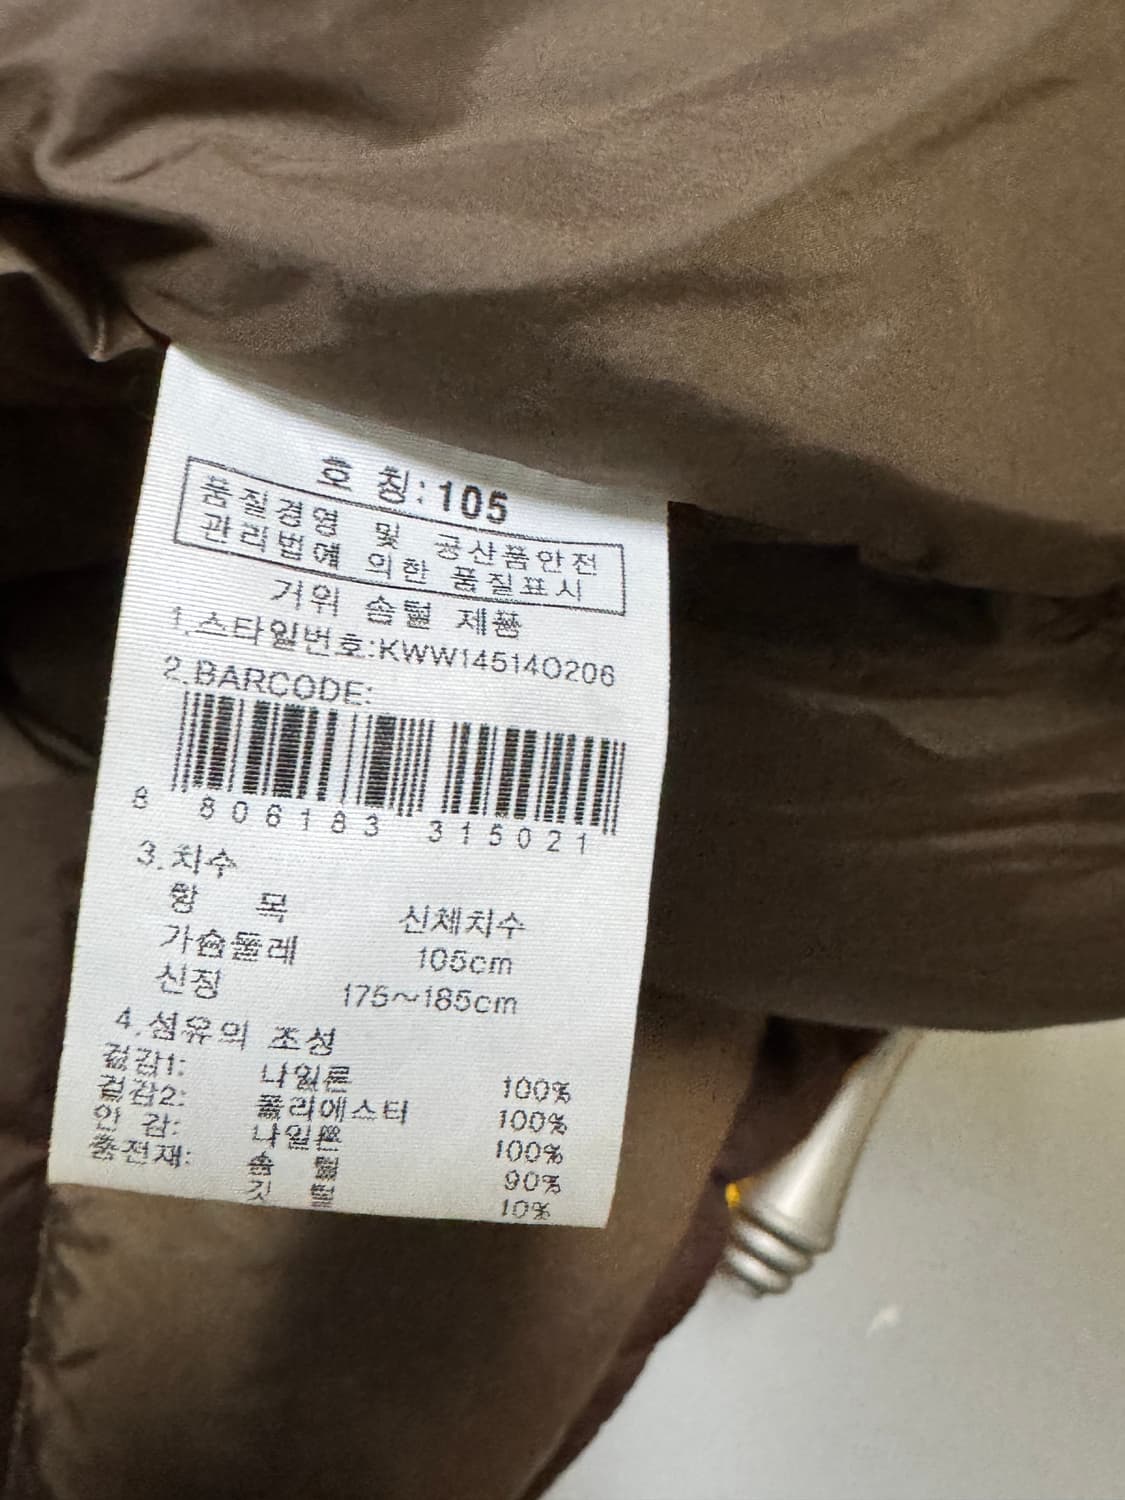 호 칭:105
품질경영 및 공산품안전
관리법에 의한 품질표시
거위 솜털 제품
1.스타일번호:KWW14514O206
2.BARCODE:
8 806183 315021
3.치수
항 목 신체치수
가슴둘레 105cm
신장 175~185cm
4.섬유의 조성
겉감1: 나일론 100%
겉감2: 폴리에스터 100%
안 감: 나일론 100%
충전재: 솜 털 90%
깃 털 10%